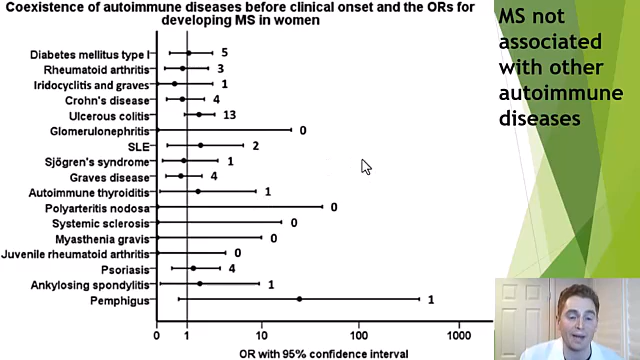 Coexistence of autoimmune diseases before clinical onset and the ORs for
developing MS in women
MS not
associated
with other
autoimmune
diseases
Diabetes mellitus type I 5
Rheumatoid arthritis 3
Iridocyclitis and graves 1
Crohn's disease 4
Ulcerous colitis 13
Glomerulonephritis 0
SLE 2
Sjögren's syndrome 1
Graves disease 4
Autoimmune thyroiditis 1
Polyarteritis nodosa 0
Systemic sclerosis 0
Myasthenia gravis 0
Juvenile rheumatoid arthritis 0
Psoriasis 4
Ankylosing spondylitis 1
Pemphigus 1
0 1 10 100 1000
OR with 95% confidence interval